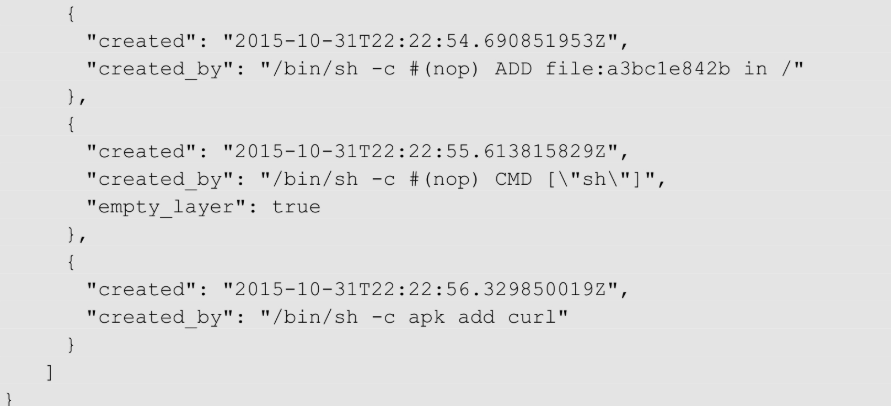 {
"created": "2015-10-31T22:22:54.690851953Z",
"created_by": "/bin/sh -c #(nop) ADD file:a3bc1e842b in /"
},
{
"created": "2015-10-31T22:22:55.613815829Z",
"created_by": "/bin/sh -c #(nop) CMD [\"sh\"]",
"empty_layer": true
},
{
"created": "2015-10-31T22:22:56.329850019Z",
"created_by": "/bin/sh -c apk add curl"
}
]
}